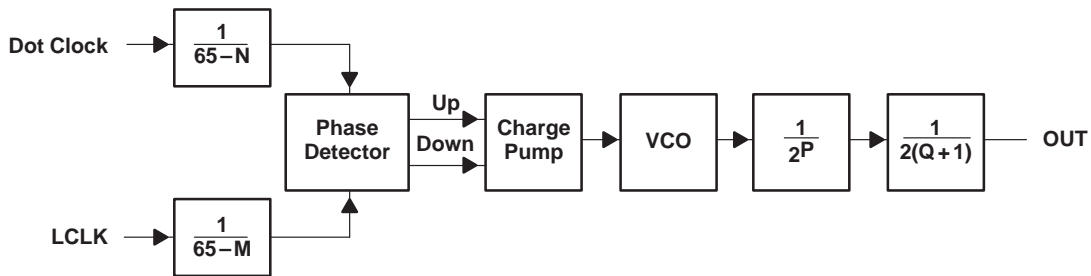 Dot Clock
1
65–N
Up
Phase
Detector
Down
Charge
Pump
VCO
1
2P
1
2(Q+1)
OUT
LCLK
1
65–M